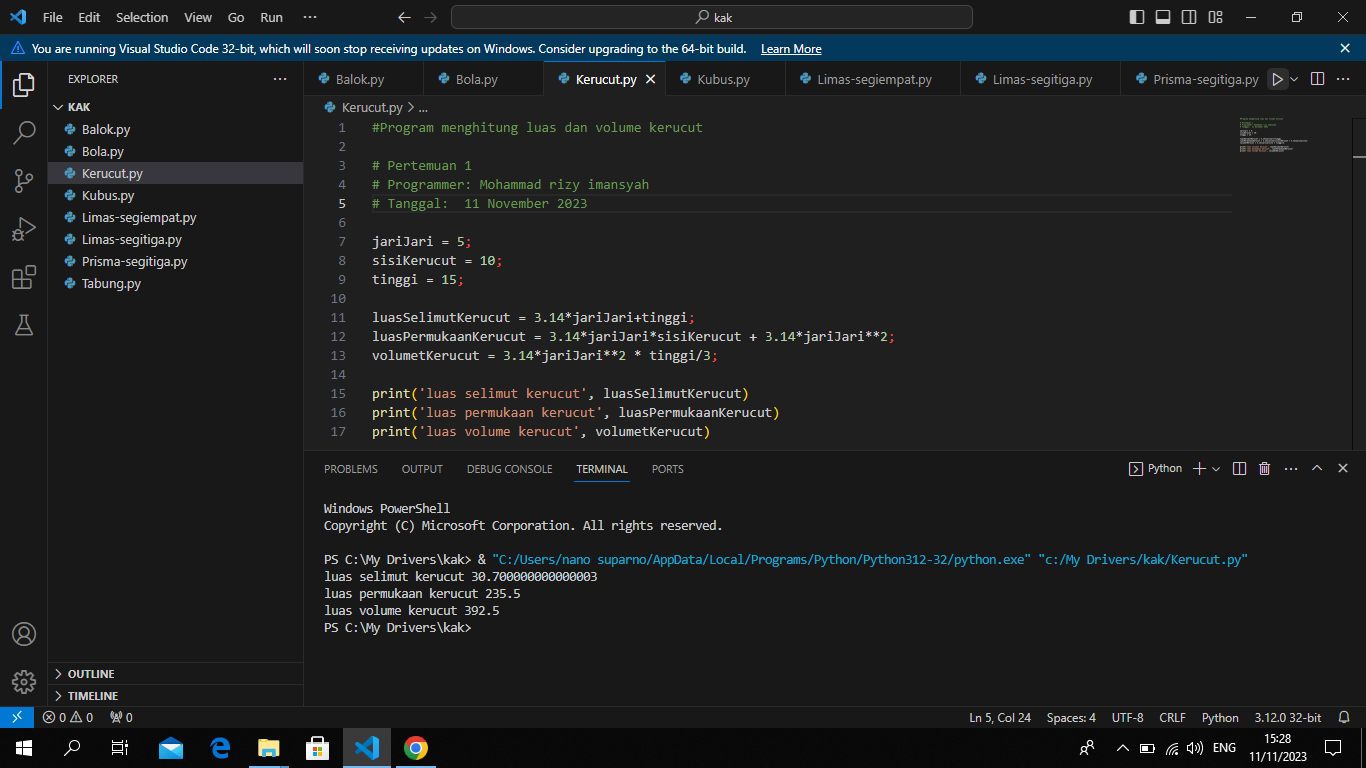 File Edit Selection View Go Run ···
kak
You are running Visual Studio Code 32-bit, which will soon stop receiving updates on Windows. Consider upgrading to the 64-bit build. Learn More
EXPLORER ···
KAK
Balok.py
Bola.py
Kerucut.py
Kubus.py
Limas-segiempat.py
Limas-segitiga.py
Prisma-segitiga.py
Tabung.py
OUTLINE
TIMELINE
Balok.py Bola.py Kerucut.py Kubus.py Limas-segiempat.py Limas-segitiga.py Prisma-segitiga.py ···
Kerucut.py > ...
1 #Program menghitung luas dan volume kerucut
2
3 # Pertemuan 1
4 # Programmer: Mohammad rizy imansyah
5 # Tanggal:  11 November 2023
6
7 jariJari = 5;
8 sisiKerucut = 10;
9 tinggi = 15;
10
11 luasSelimutKerucut = 3.14*jariJari+tinggi;
12 luasPermukaanKerucut = 3.14*jariJari*sisiKerucut + 3.14*jariJari**2;
13 volumetKerucut = 3.14*jariJari**2 * tinggi/3;
14
15 print('luas selimut kerucut', luasSelimutKerucut)
16 print('luas permukaan kerucut', luasPermukaanKerucut)
17 print('luas volume kerucut', volumetKerucut)
PROBLEMS OUTPUT DEBUG CONSOLE TERMINAL PORTS Python ···
Windows PowerShell
Copyright (C) Microsoft Corporation. All rights reserved.
PS C:\My Drivers\kak> & "C:/Users/nano suparno/AppData/Local/Programs/Python/Python312-32/python.exe" "c:/My Drivers/kak/Kerucut.py"
luas selimut kerucut 30.700000000000003
luas permukaan kerucut 235.5
luas volume kerucut 392.5
PS C:\My Drivers\kak>
0 0 0 Ln 5, Col 24 Spaces: 4 UTF-8 CRLF Python 3.12.0 32-bit
ENG 15:28
11/11/2023